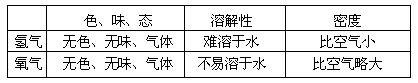 色、味、态 溶解性 密度
氢气 无色、无味、气体 难溶于水 比空气小
氧气 无色、无味、气体 不易溶于水 比空气略大